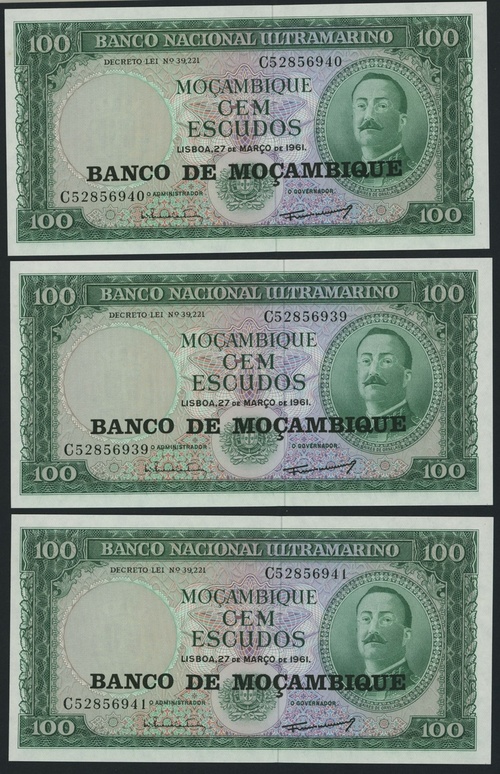 100 BANCO NACIONAL ULTRAMARINO 100
DECRETO LEI Nº 39,221 C52856940
MOÇAMBIQUE
CEM
ESCUDOS
LISBOA, 27 DE MARÇO DE 1961.
BANCO DE MOÇAMBIQUE
C52856940 O ADMINISTRADOR O GOVERNADOR
100 100
100 BANCO NACIONAL ULTRAMARINO 100
DECRETO LEI Nº 39,221 C52856939
MOÇAMBIQUE
CEM
ESCUDOS
LISBOA, 27 DE MARÇO DE 1961.
BANCO DE MOÇAMBIQUE
C52856939 O ADMINISTRADOR O GOVERNADOR
100 100
100 BANCO NACIONAL ULTRAMARINO 100
DECRETO LEI Nº 39,221 C52856941
MOÇAMBIQUE
CEM
ESCUDOS
LISBOA, 27 DE MARÇO DE 1961.
BANCO DE MOÇAMBIQUE
C52856941 O ADMINISTRADOR O GOVERNADOR
100 100